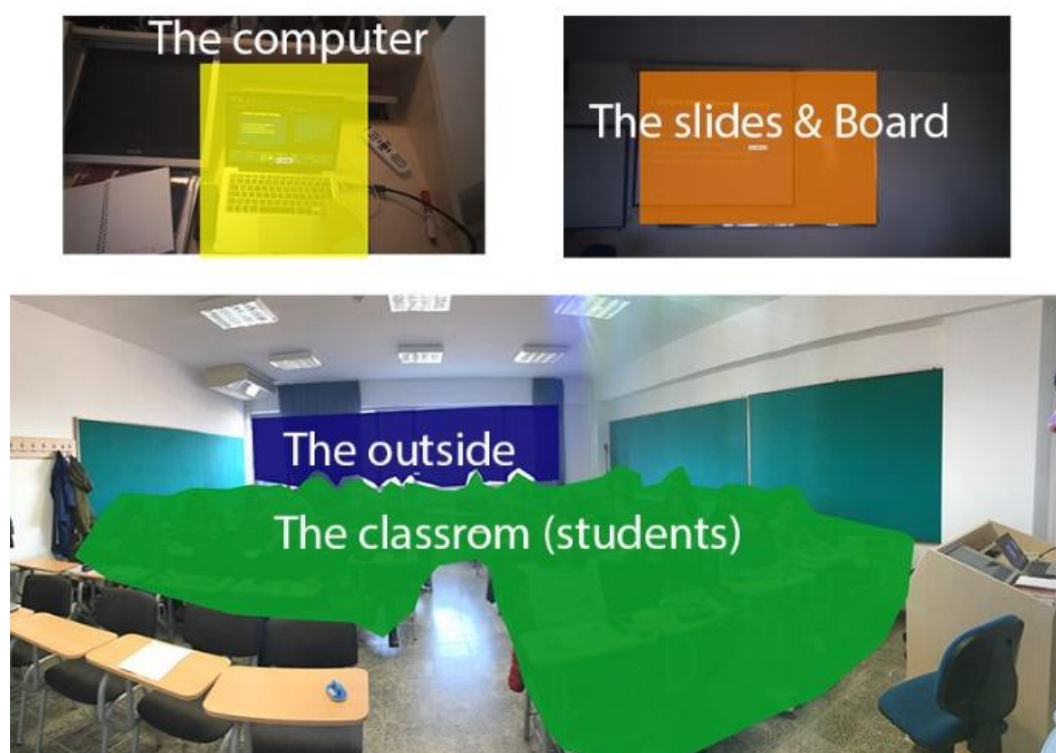 The computer
The slides & Board
The outside
The classrom (students)